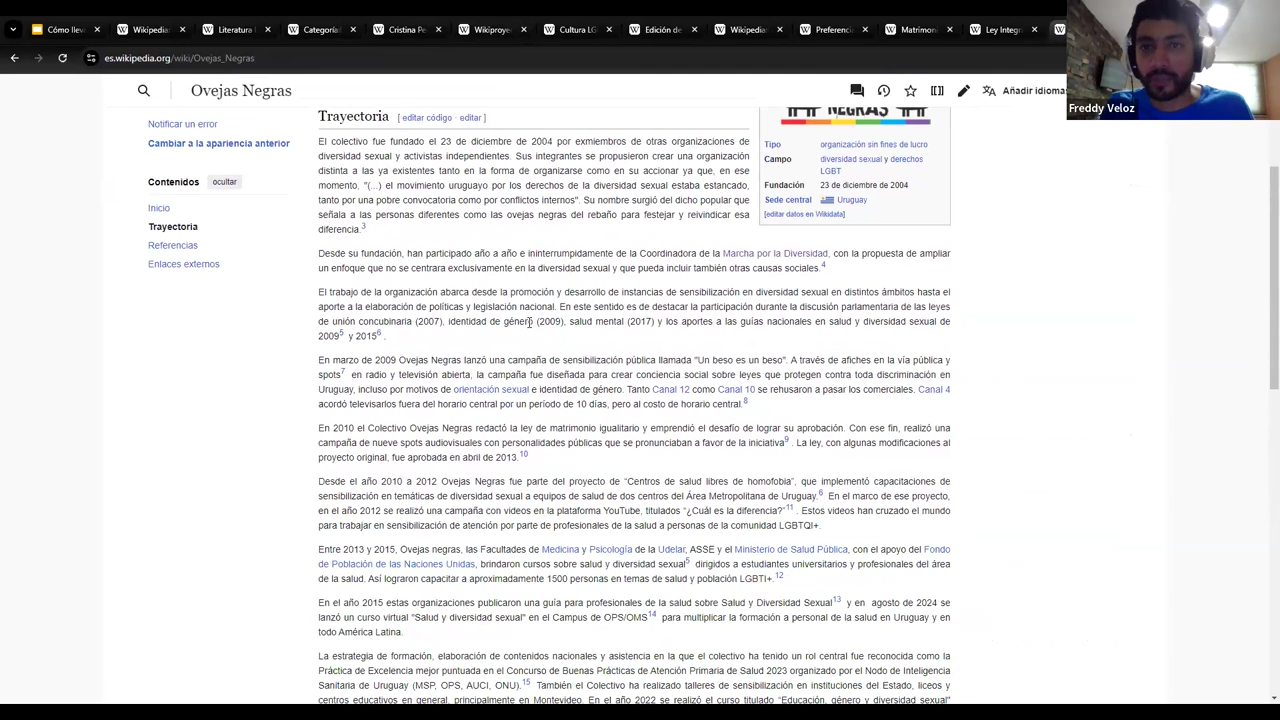 Cómo llev
Wikipedia:
Literatura l
Categoría:
Cristina Pe
Wikiproye
Cultura LG
Edición de
Wikipedia:
Preferenci
Matrimoni
Ley Integr
es.wikipedia.org/wiki/Ovejas_Negras
Freddy Veloz
Ovejas Negras
Añadir idiomas
Notificar un error
Cambiar a la apariencia anterior
Contenidos ocultar
Inicio
Trayectoria
Referencias
Enlaces externos
Trayectoria [ editar código · editar ]
El colectivo fue fundado el 23 de diciembre de 2004 por exmiembros de otras organizaciones de
diversidad sexual y activistas independientes. Sus integrantes se propusieron crear una organización
distinta a las ya existentes tanto en la forma de organizarse como en su accionar ya que, en ese
momento, "(...) el movimiento uruguayo por los derechos de la diversidad sexual estaba estancado,
tanto por una pobre convocatoria como por conflictos internos". Su nombre surgió del dicho popular que
señala a las personas diferentes como las ovejas negras del rebaño para festejar y reivindicar esa
diferencia.3
NEGRAS
Tipo organización sin fines de lucro
Campo diversidad sexual y derechos
LGBT
Fundación 23 de diciembre de 2004
Sede central Uruguay
[editar datos en Wikidata]
Desde su fundación, han participado año a año e ininterrumpidamente de la Coordinadora de la Marcha por la Diversidad, con la propuesta de ampliar
un enfoque que no se centrara exclusivamente en la diversidad sexual y que pueda incluir también otras causas sociales.4
El trabajo de la organización abarca desde la promoción y desarrollo de instancias de sensibilización en diversidad sexual en distintos ámbitos hasta el
aporte a la elaboración de políticas y legislación nacional. En este sentido es de destacar la participación durante la discusión parlamentaria de las leyes
de unión concubinaria (2007), identidad de género (2009), salud mental (2017) y los aportes a las guías nacionales en salud y diversidad sexual de
20095 y 20156 .
En marzo de 2009 Ovejas Negras lanzó una campaña de sensibilización pública llamada "Un beso es un beso". A través de afiches en la vía pública y
spots7 en radio y televisión abierta, la campaña fue diseñada para crear conciencia social sobre leyes que protegen contra toda discriminación en
Uruguay, incluso por motivos de orientación sexual e identidad de género. Tanto Canal 12 como Canal 10 se rehusaron a pasar los comerciales. Canal 4
acordó televisarlos fuera del horario central por un período de 10 días, pero al costo de horario central.8
En 2010 el Colectivo Ovejas Negras redactó la ley de matrimonio igualitario y emprendió el desafío de lograr su aprobación. Con ese fin, realizó una
campaña de nueve spots audiovisuales con personalidades públicas que se pronunciaban a favor de la iniciativa9 . La ley, con algunas modificaciones al
proyecto original, fue aprobada en abril de 2013.10
Desde el año 2010 a 2012 Ovejas Negras fue parte del proyecto de “Centros de salud libres de homofobia”, que implementó capacitaciones de
sensibilización en temáticas de diversidad sexual a equipos de salud de dos centros del Área Metropolitana de Uruguay.6 En el marco de ese proyecto,
en el año 2012 se realizó una campaña con videos en la plataforma YouTube, titulados “¿Cuál es la diferencia?”11 . Estos videos han cruzado el mundo
para trabajar en sensibilización de atención por parte de profesionales de la salud a personas de la comunidad LGBTQI+.
Entre 2013 y 2015, Ovejas negras, las Facultades de Medicina y Psicología de la Udelar, ASSE y el Ministerio de Salud Pública, con el apoyo del Fondo
de Población de las Naciones Unidas, brindaron cursos sobre salud y diversidad sexual5 dirigidos a estudiantes universitarios y profesionales del área
de la salud. Así lograron capacitar a aproximadamente 1500 personas en temas de salud y población LGBTI+.12
En el año 2015 estas organizaciones publicaron una guía para profesionales de la salud sobre Salud y Diversidad Sexual13 y en agosto de 2024 se
lanzó un curso virtual "Salud y diversidad sexual" en el Campus de OPS/OMS14 para multiplicar la formación a personal de la salud en Uruguay y en
todo América Latina.
La estrategia de formación, elaboración de contenidos nacionales y asistencia en la que el colectivo ha tenido un rol central fue reconocida como la
Práctica de Excelencia mejor puntuada en el Concurso de Buenas Prácticas de Atención Primaria de Salud 2023 organizado por el Nodo de Inteligencia
Sanitaria de Uruguay (MSP, OPS, AUCI, ONU).15 También el Colectivo ha realizado talleres de sensibilización en instituciones del Estado, liceos y
centros educativos en general, principalmente en Montevideo. En el año 2022 se realizó el curso titulado “Educación, género y diversidad sexual”